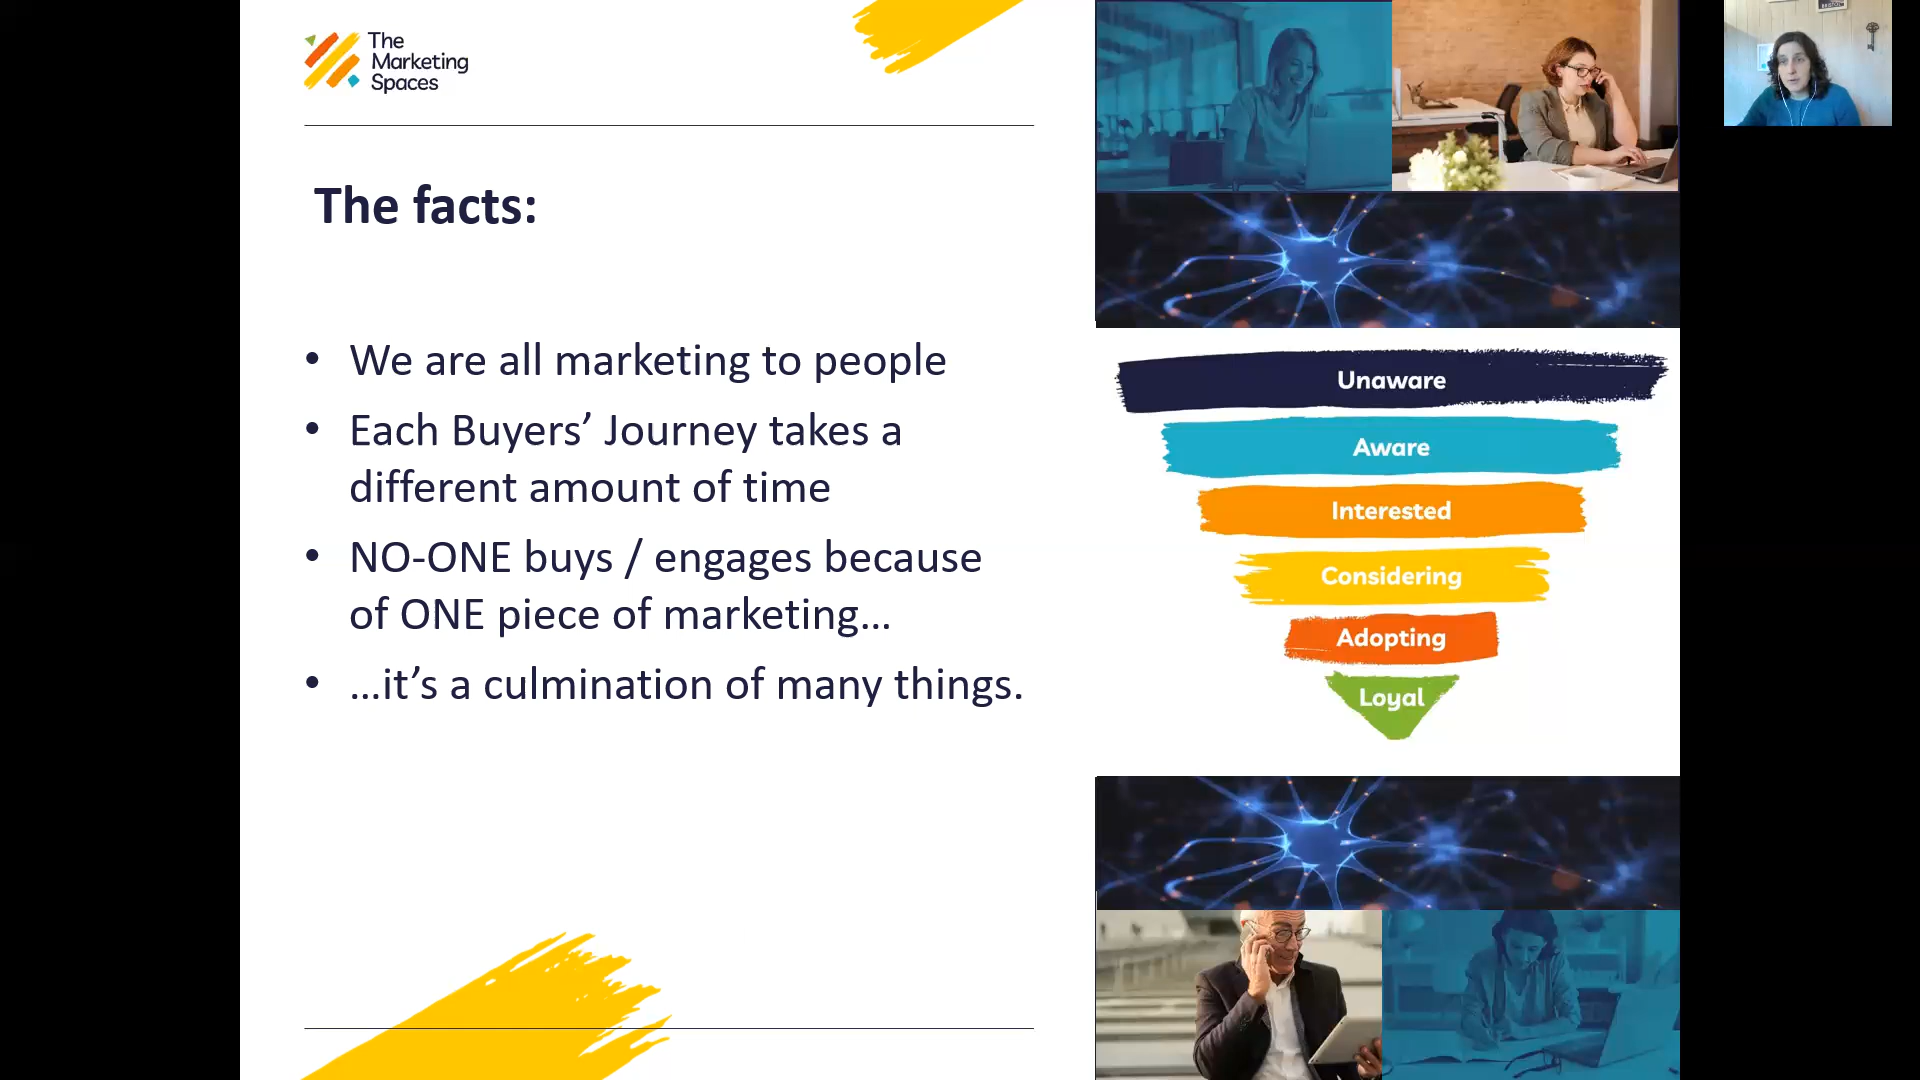 The
Marketing
Spaces
The facts:
• We are all marketing to people
• Each Buyers’ Journey takes a
different amount of time
• NO-ONE buys / engages because
of ONE piece of marketing…
• …it’s a culmination of many things.
Unaware
Aware
Interested
Considering
Adopting
Loyal